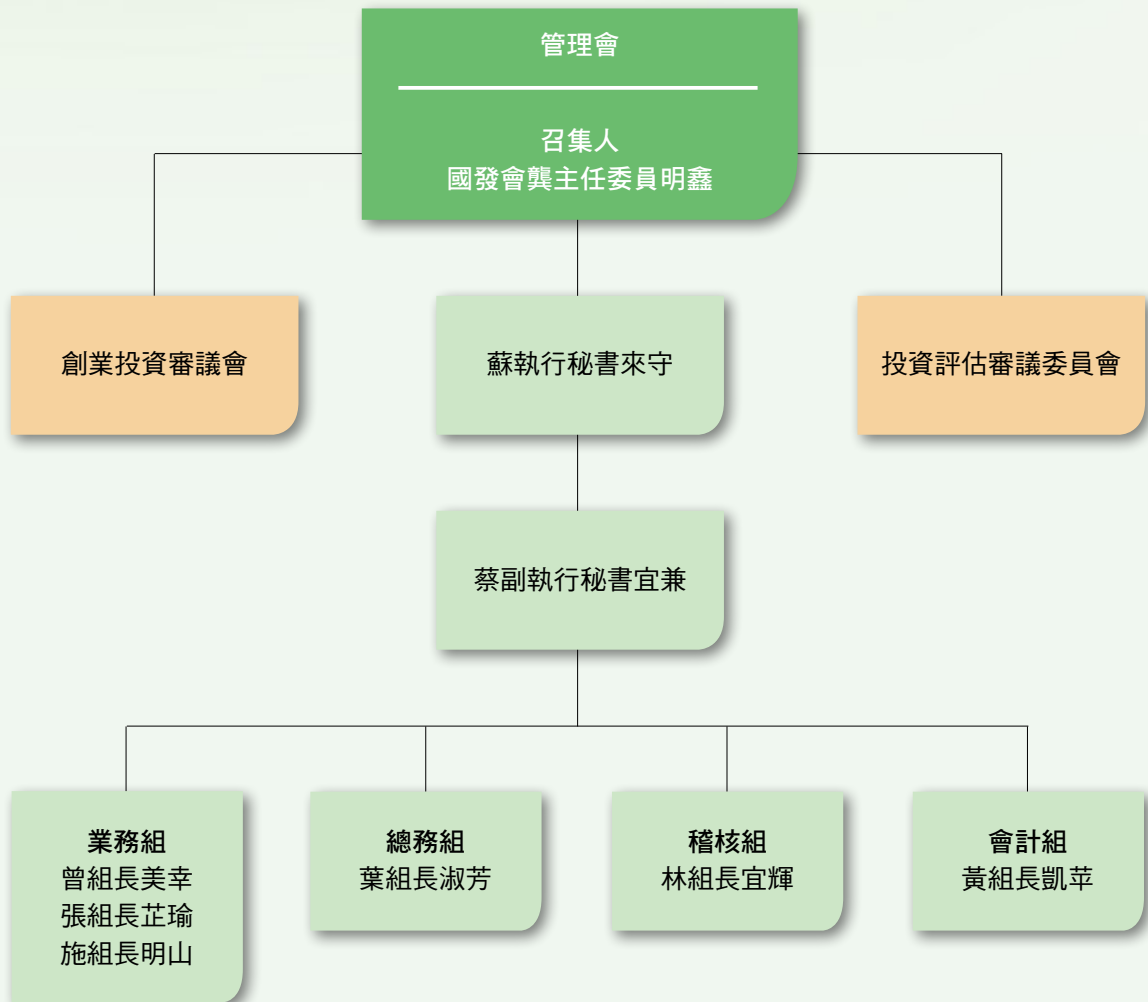 管理會
召集人
國發會龔主任委員明鑫
創業投資審議會
蘇執行秘書來守
投資評估審議委員會
蔡副執行秘書宜兼
業務組
曾組長美幸
張組長芷瑜
施組長明山
總務組
葉組長淑芳
稽核組
林組長宜輝
會計組
黃組長凱苹